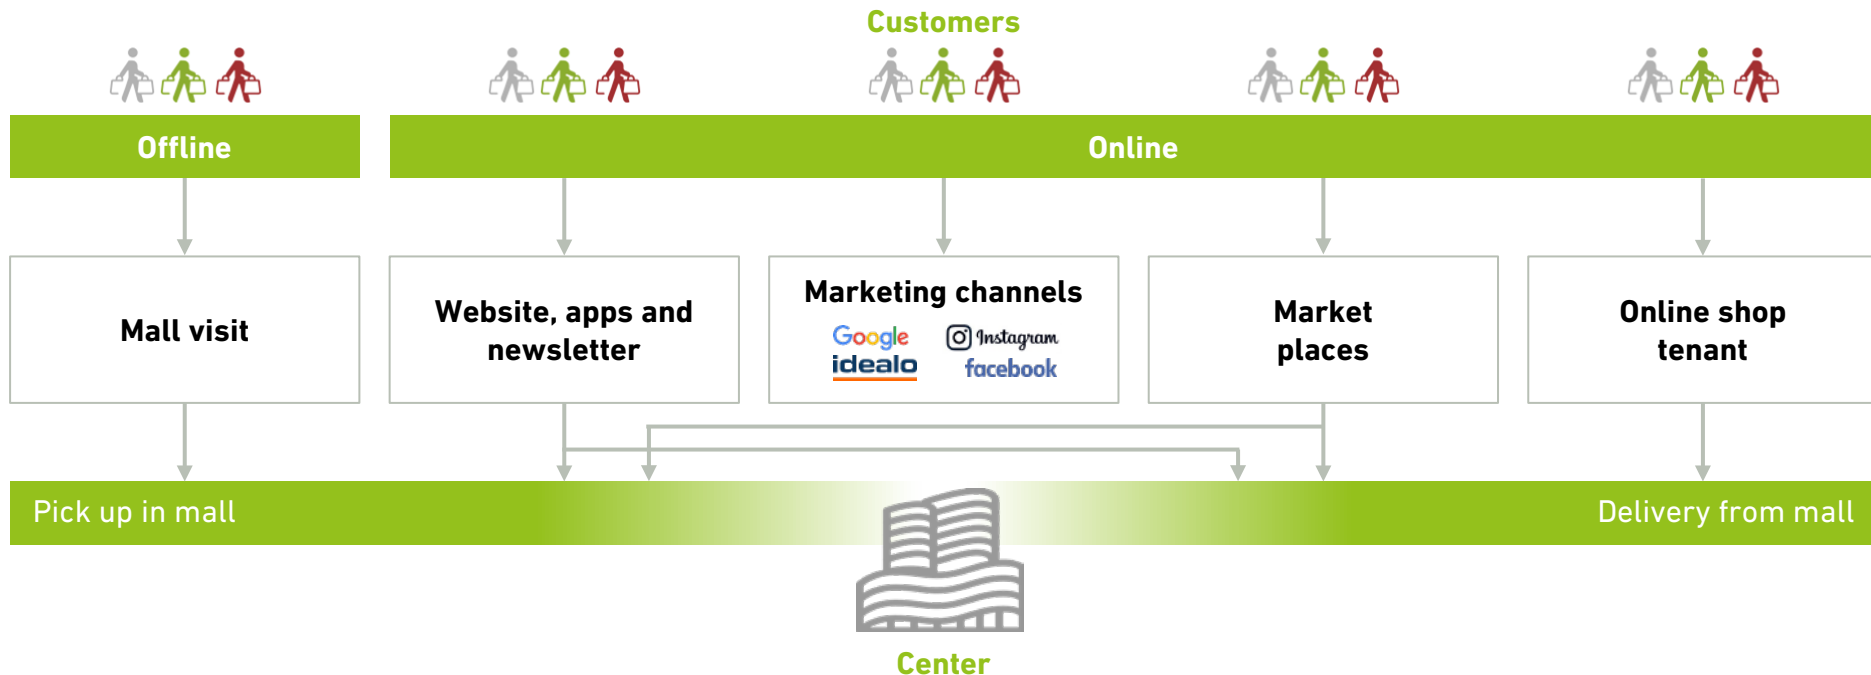 Customers
Offline
Online
Mall visit
Website, apps and
newsletter
Marketing channels
Google
Instagram
idealo
facebook
Market
places
Online shop
tenant
Pick up in mall
Delivery from mall
Center